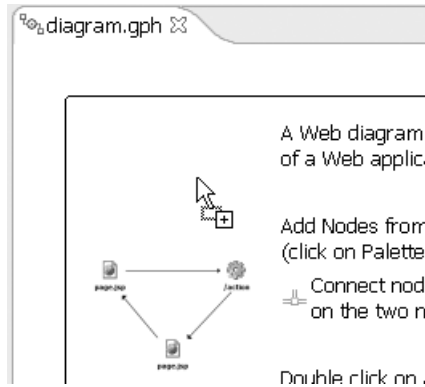 diagram.gph
A Web diagram
of a Web applica
Add Nodes from
(click on Palette
Connect nod
on the two n
page.jsp
/action
page.jsp
Double click on